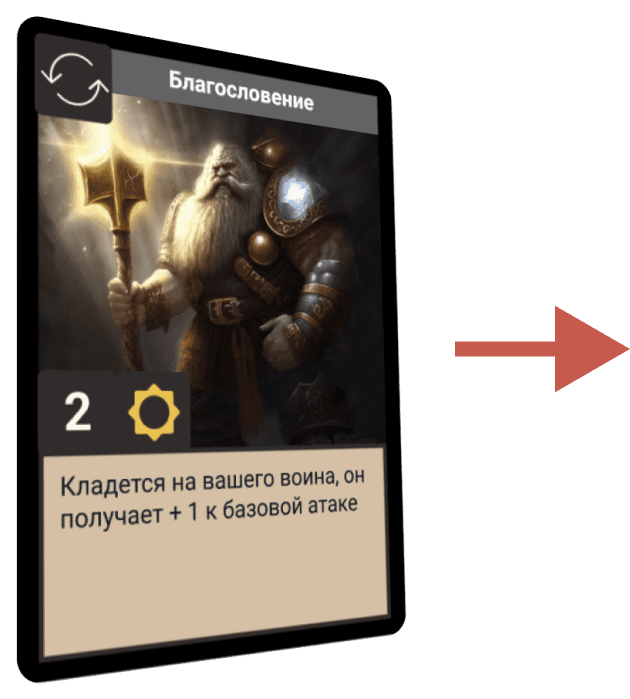 Благословение
2
Кладется на вашего воина, он
получает + 1 к базовой атаке